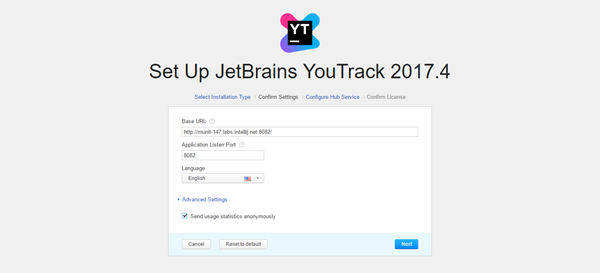 YT
Set Up JetBrains YouTrack 2017.4
Select Installation Type › Confirm Settings › Configure Hub Service › Confirm License
Base URL ?
http://munit-147.labs.intellij.net:8082/
Application Listen Port ?
8082
Language
English
Advanced Settings
Send usage statistics anonymously
Cancel Reset to default Next